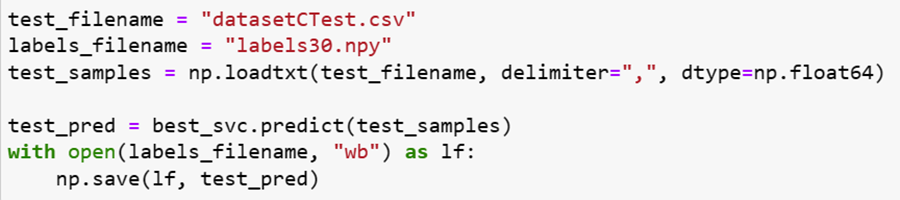 test_filename = "datasetCTest.csv"
labels_filename = "labels30.npy"
test_samples = np.loadtxt(test_filename, delimiter=",", dtype=np.float64)
test_pred = best_svc.predict(test_samples)
with open(labels_filename, "wb") as lf:
    np.save(lf, test_pred)